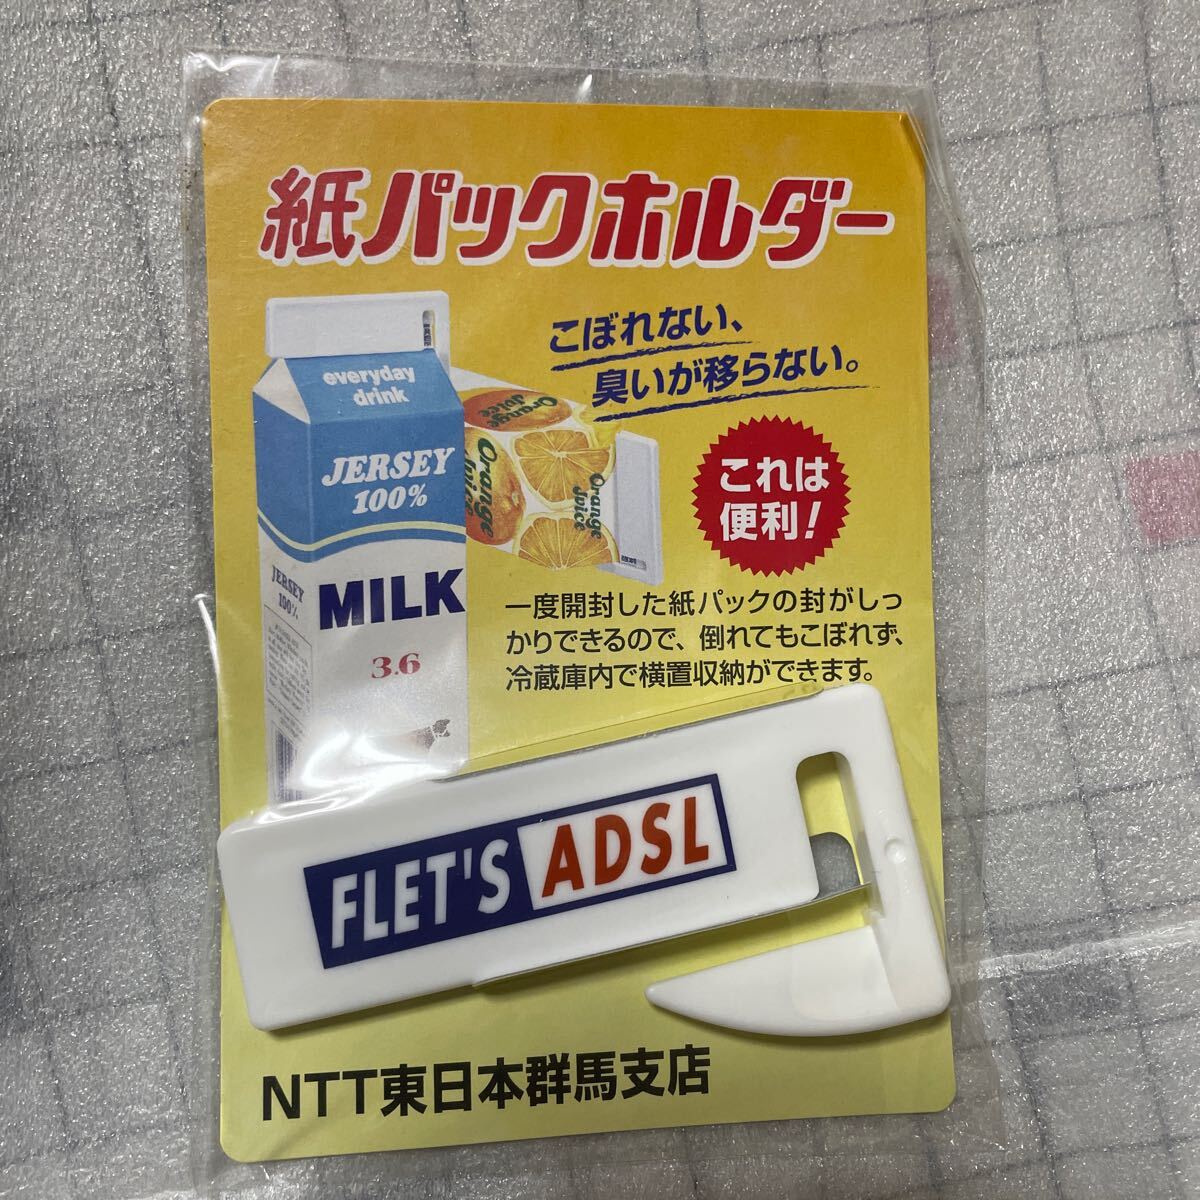 紙パックホルダー
こぼれない、
臭いが移らない。
everyday
drink
JERSEY
100%
MILK
3.6
JERSEY
100%
Orange
Juice
Orange
Juice
Orange
Juice
これは
便利!
一度開封した紙パックの封がしっ
かりできるので、倒れてもこぼれず、
冷蔵庫内で横置収納ができます。
FLET'S ADSL
NTT東日本群馬支店